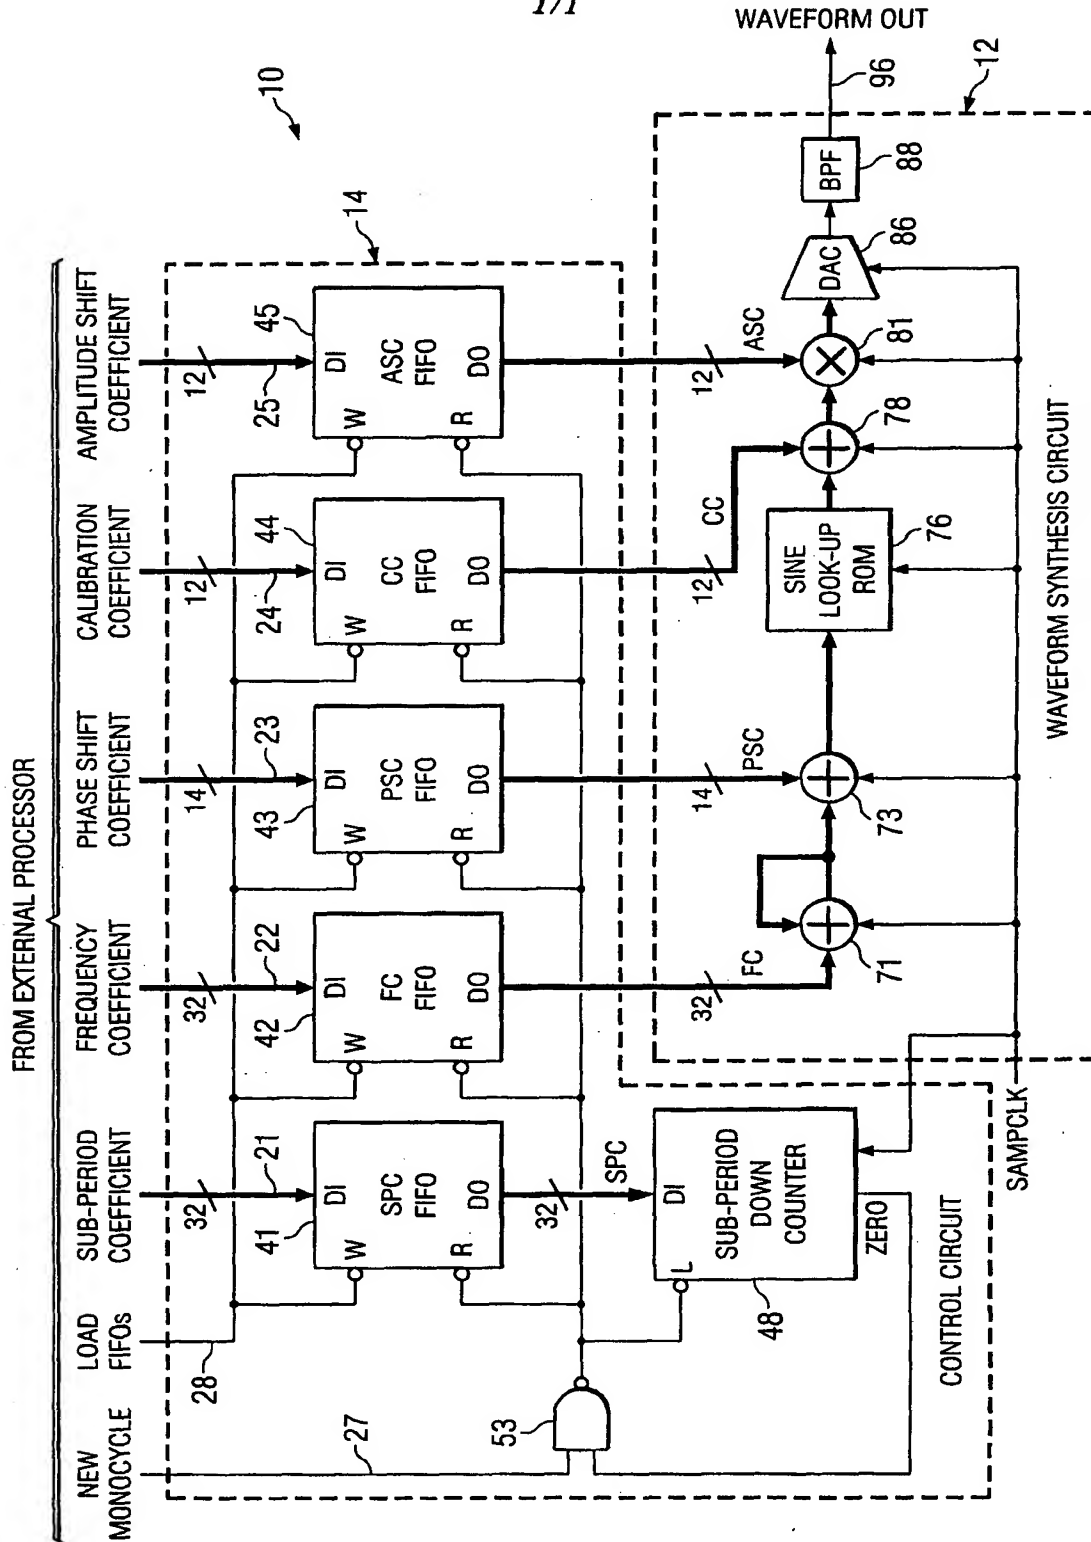 1/1
FROM EXTERNAL PROCESSOR
NEW
MONOCYCLE
LOAD
FIFOs
SUB-PERIOD
COEFFICIENT
FREQUENCY
COEFFICIENT
PHASE SHIFT
COEFFICIENT
CALIBRATION
COEFFICIENT
AMPLITUDE SHIFT
COEFFICIENT
10
14
28
27
32
21
32
22
14
23
12
24
12
25
41
DI
W
SPC
FIFO
R
DO
42
DI
W
FC
FIFO
R
DO
43
DI
W
PSC
FIFO
R
DO
44
DI
W
CC
FIFO
R
DO
45
DI
W
ASC
FIFO
R
DO
53
32
SPC
L
DI
SUB-PERIOD
DOWN
COUNTER
48
ZERO
CONTROL CIRCUIT
SAMPCLK
32
FC
14
PSC
12
CC
12
ASC
71
73
SINE
LOOK-UP
ROM
76
78
81
DAC
86
BPF
88
96
WAVEFORM OUT
12
WAVEFORM SYNTHESIS CIRCUIT